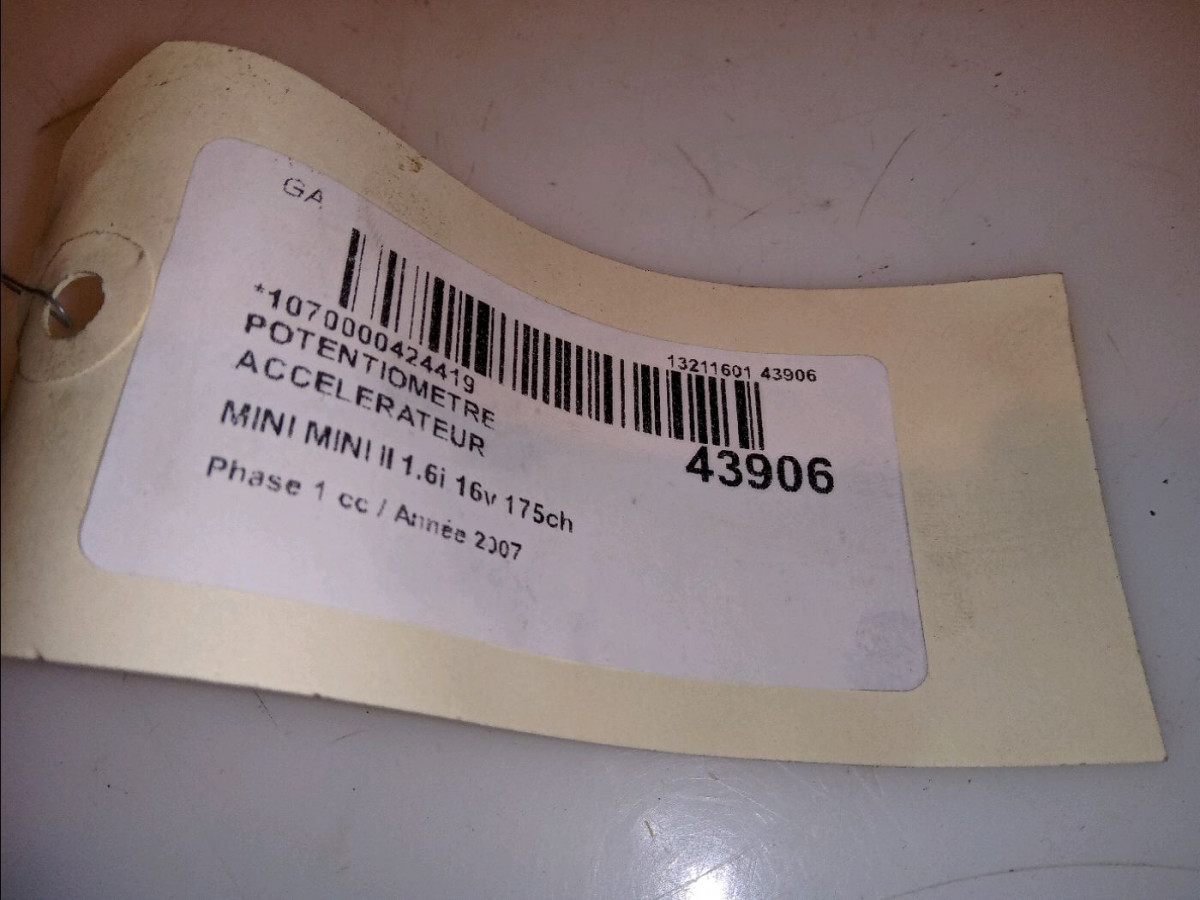 GA
*1070000424419
13211601 43906
POTENTIOMETRE
ACCELERATEUR
43906
MINI MINI II 1.6i 16v 175ch
Phase 1 cc / Année 2007